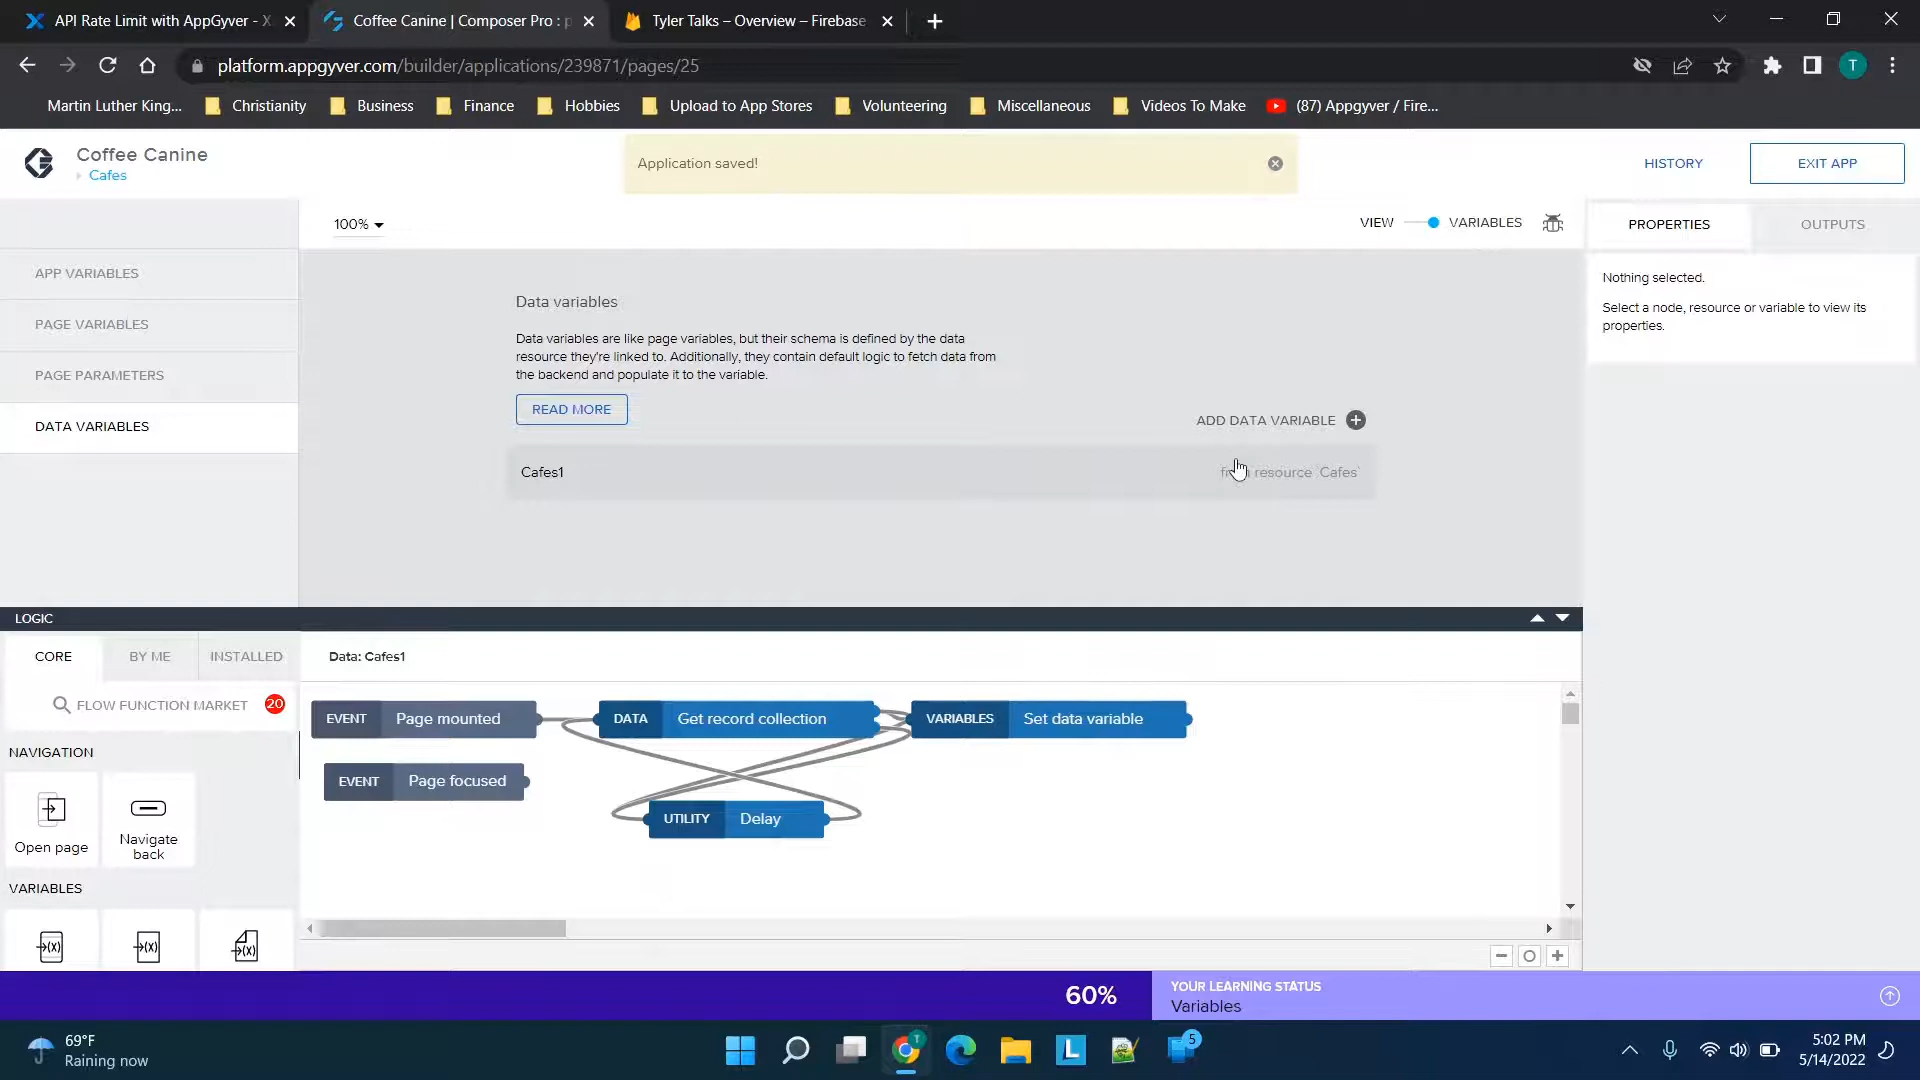 API Rate Limit with AppGyver - X
Coffee Canine | Composer Pro : p
Tyler Talks – Overview – Firebase
platform.appgyver.com/builder/applications/239871/pages/25
T
Martin Luther King...
Christianity
Business
Finance
Hobbies
Upload to App Stores
Volunteering
Miscellaneous
Videos To Make
(87) Appgyver / Fire...
Coffee Canine
Cafes
Application saved!
HISTORY
EXIT APP
100%
VIEW
VARIABLES
PROPERTIES
OUTPUTS
APP VARIABLES
PAGE VARIABLES
PAGE PARAMETERS
DATA VARIABLES
Data variables
Data variables are like page variables, but their schema is defined by the data
resource they're linked to. Additionally, they contain default logic to fetch data from
the backend and populate it to the variable.
READ MORE
ADD DATA VARIABLE
Cafes1
resource `Cafes`
Nothing selected.
Select a node, resource or variable to view its
properties.
LOGIC
CORE
BY ME
INSTALLED
Data: Cafes1
FLOW FUNCTION MARKET
20
NAVIGATION
Open page
Navigate
back
VARIABLES
(x)
(x)
(x)
EVENT Page mounted
DATA Get record collection
VARIABLES Set data variable
EVENT Page focused
UTILITY Delay
60%
YOUR LEARNING STATUS
Variables
69°F
Raining now
T
L
5
5:02 PM
5/14/2022